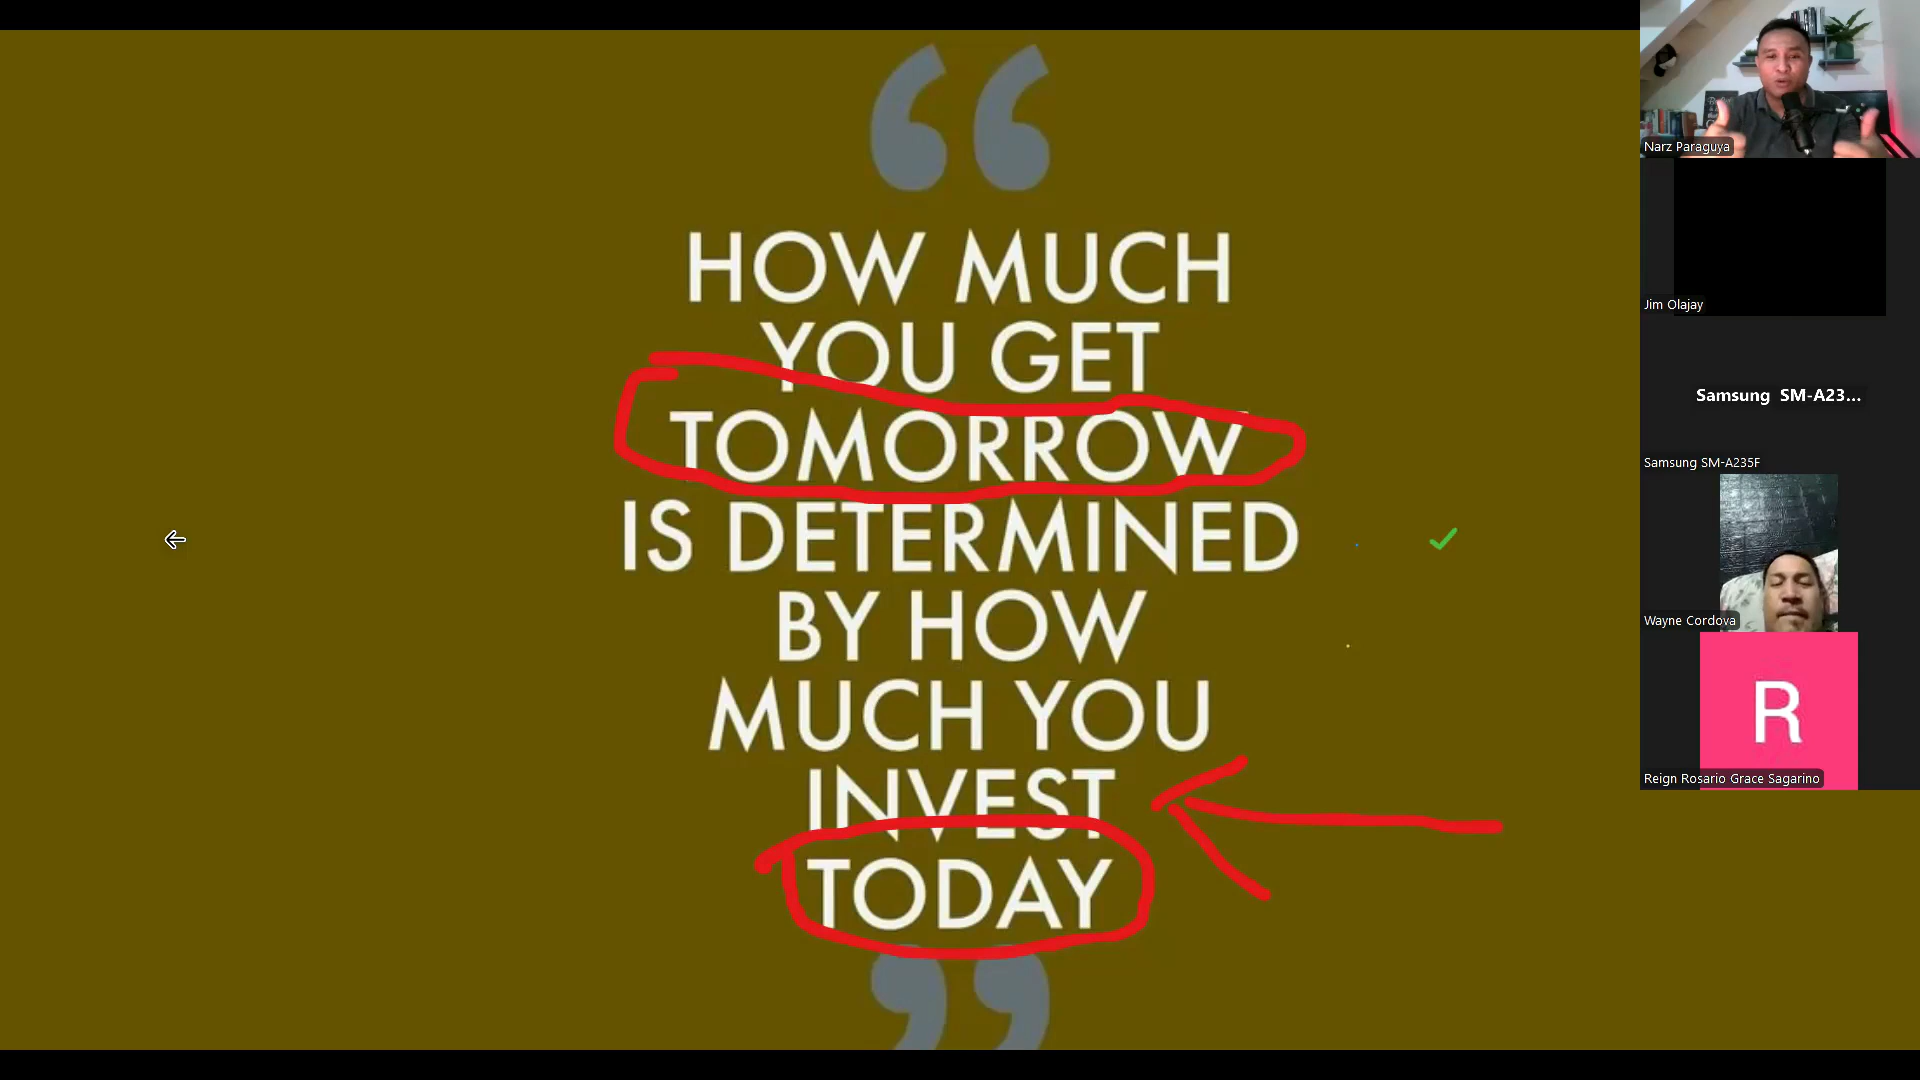 “
HOW MUCH
YOU GET
TOMORROW
IS DETERMINED
BY HOW
MUCH YOU
INVEST
TODAY
”
Narz Paraguya
Jim Olajay
Samsung SM-A23...
Samsung SM-A235F
Wayne Cordova
R
Reign Rosario Grace Sagarino